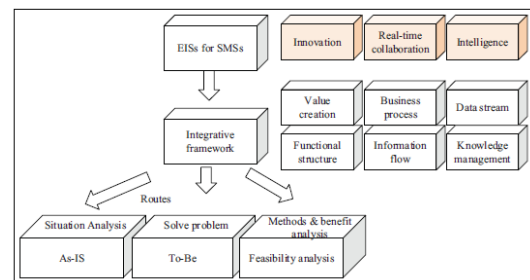 EISs for SMSs
Innovation
Real-time
collaboration
Intelligence
Integrative
framework
Value
creation
Business
process
Data stream
Functional
structure
Information
flow
Knowledge
management
Routes
Situation Analysis
Solve problem
Methods & benefit
analysis
As-IS
To-Be
Feasibility analysis